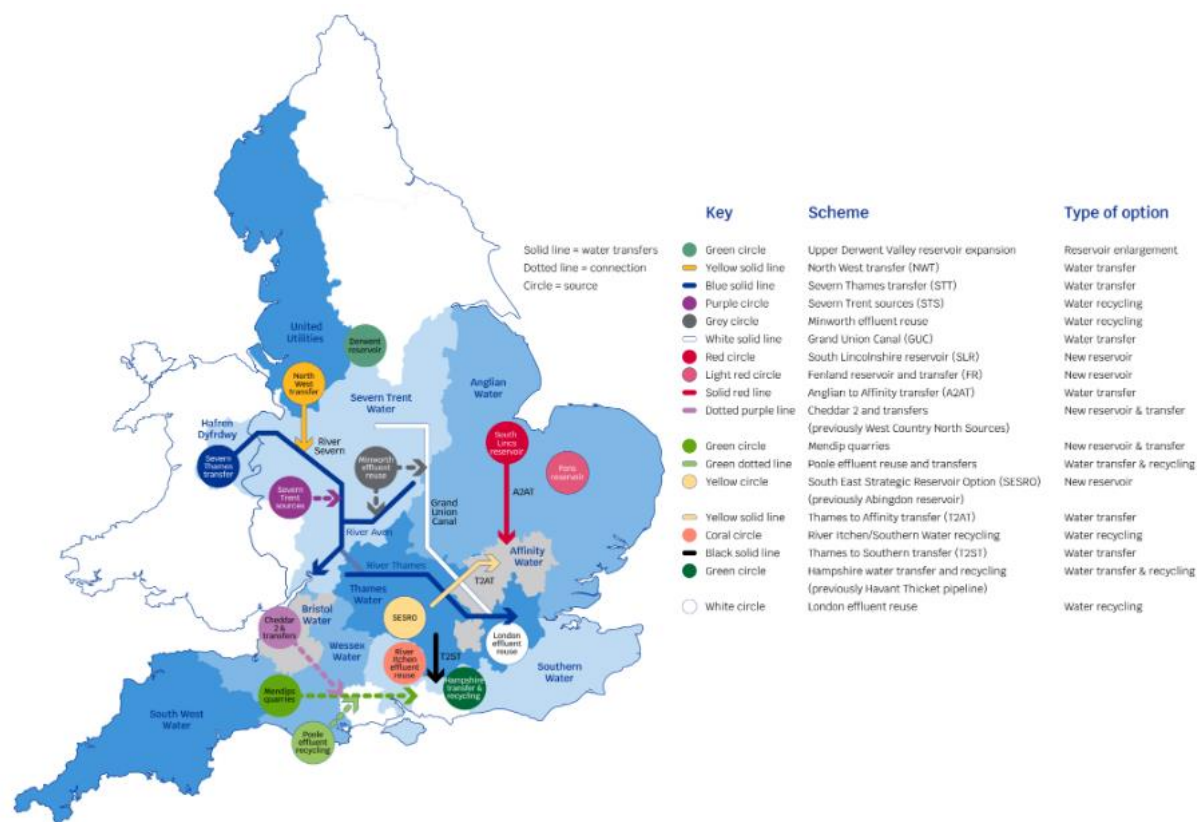 United
Utilities
Derwent
reservoir
North
West
transfer
Severn Trent
Water
Anglian
Water
Hafren
Dyfrdwy
River
Severn
Severn
Thames
transfer
Minworth
effluent
reuse
South
Lincs
reservoir
Fens
reservoir
Severn
Trent
sources
A2AT
Grand
Union
Canal
River Avon
Affinity
Water
River Thames
T2AT
Thames
Water
Bristol
Water
SESRO
Cheddar
2 &
transfers
London
effluent
reuse
Wessex
Water
River
Itchen
effluent
reuse
T2ST
Southern
Water
Mendips
quarries
Hampshire
transfer &
recycling
South West
Water
Poole
effluent
recycling
Solid line = water transfers
Dotted line = connection
Circle = source
Key Scheme Type of option
Green circle Upper Derwent Valley reservoir expansion Reservoir enlargement
Yellow solid line North West transfer (NWT) Water transfer
Blue solid line Severn Thames transfer (STT) Water transfer
Purple circle Severn Trent sources (STS) Water recycling
Grey circle Minworth effluent reuse Water recycling
White solid line Grand Union Canal (GUC) Water transfer
Red circle South Lincolnshire reservoir (SLR) New reservoir
Light red circle Fenland reservoir and transfer (FR) New reservoir
Solid red line Anglian to Affinity transfer (A2AT) Water transfer
Dotted purple line Cheddar 2 and transfers New reservoir & transfer
(previously West Country North Sources)
Green circle Mendip quarries New reservoir & transfer
Green dotted line Poole effluent reuse and transfers Water transfer & recycling
Yellow circle South East Strategic Reservoir Option (SESRO) New reservoir
(previously Abingdon reservoir)
Yellow solid line Thames to Affinity transfer (T2AT) Water transfer
Coral circle River Itchen/Southern Water recycling Water recycling
Black solid line Thames to Southern transfer (T2ST) Water transfer
Green circle Hampshire water transfer and recycling Water transfer & recycling
(previously Havant Thicket pipeline)
White circle London effluent reuse Water recycling